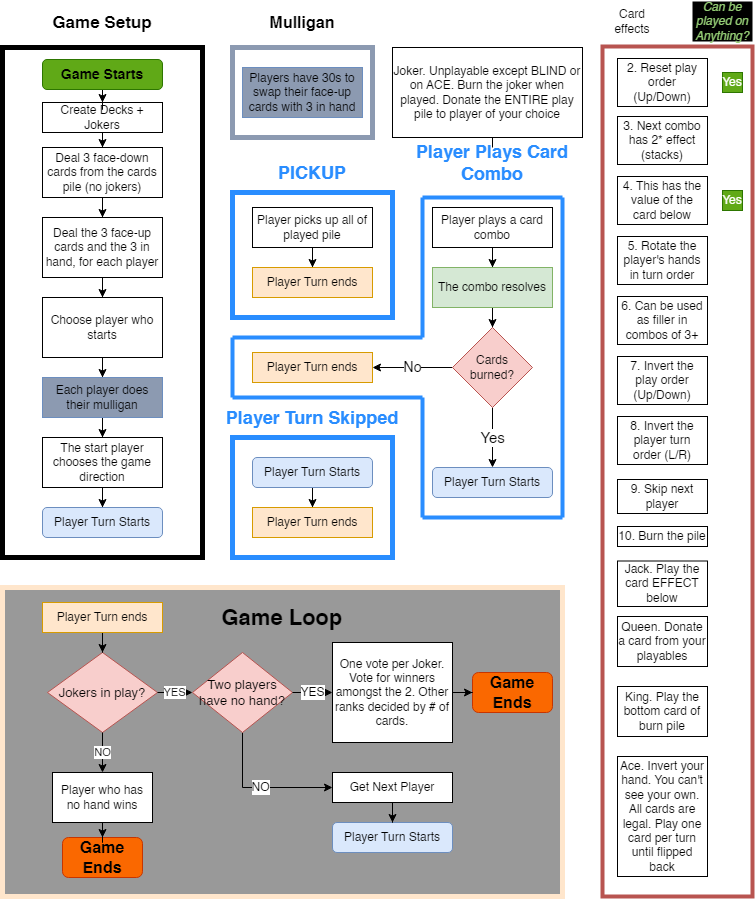 Game Setup
Game Starts
Create Decks +
Jokers
Deal 3 face-down
cards from the cards
pile (no jokers)
Deal the 3 face-up
cards and the 3 in
hand, for each player
Choose player who
starts
Each player does
their mulligan
The start player
chooses the game
direction
Player Turn Starts
Mulligan
Players have 30s to
swap their face-up
cards with 3 in hand
Joker. Unplayable except BLIND or
on ACE. Burn the joker when
played. Donate the ENTIRE play
pile to player of your choice
PICKUP
Player picks up all of
played pile
Player Turn ends
Player Plays Card
Combo
Player plays a card
combo
The combo resolves
Cards
burned?
No
Player Turn ends
Yes
Player Turn Starts
Player Turn Skipped
Player Turn Starts
Player Turn ends
Game Loop
Player Turn ends
Jokers in play?
YES
Two players
have no hand?
YES
One vote per Joker.
Vote for winners
amongst the 2. Other
ranks decided by # of
cards.
Game
Ends
NO
Player who has
no hand wins
Game
Ends
NO
Get Next Player
Player Turn Starts
Card
effects
Can be
played on
Anything?
2. Reset play
order
(Up/Down)
Yes
3. Next combo
has 2* effect
(stacks)
4. This has the
value of the
card below
Yes
5. Rotate the
player's hands
in turn order
6. Can be used
as filler in
combos of 3+
7. Invert the
play order
(Up/Down)
8. Invert the
player turn
order (L/R)
9. Skip next
player
10. Burn the pile
Jack. Play the
card EFFECT
below
Queen. Donate
a card from your
playables
King. Play the
bottom card of
burn pile
Ace. Invert your
hand. You can't
see your own.
All cards are
legal. Play one
card per turn
until flipped
back